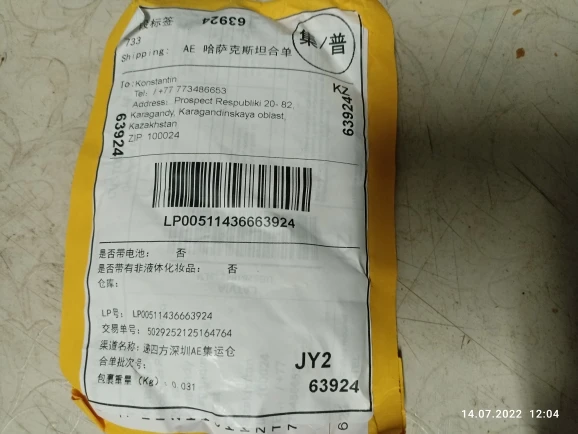 标签
63924
733
集/普
Shipping: AE 哈萨克斯坦合单
To: Konstantin
Tel: /+77 773486653
Address: Prospect Respubliki 20- 82,
Karagandy, Karagandinskaya oblast,
Kazakhstan
ZIP 100024
KZ
63924
63924
LP00511436663924
是否带电池: 否
是否带有非液体化妆品: 否
仓库:
LP号: LP00511436663924
交易单号: 5029252125164764
渠道名称: 递四方深圳AE集运仓
合单批次号:
包裹重量 (Kg): 0.031
JY2
63924
14.07.2022 12:04